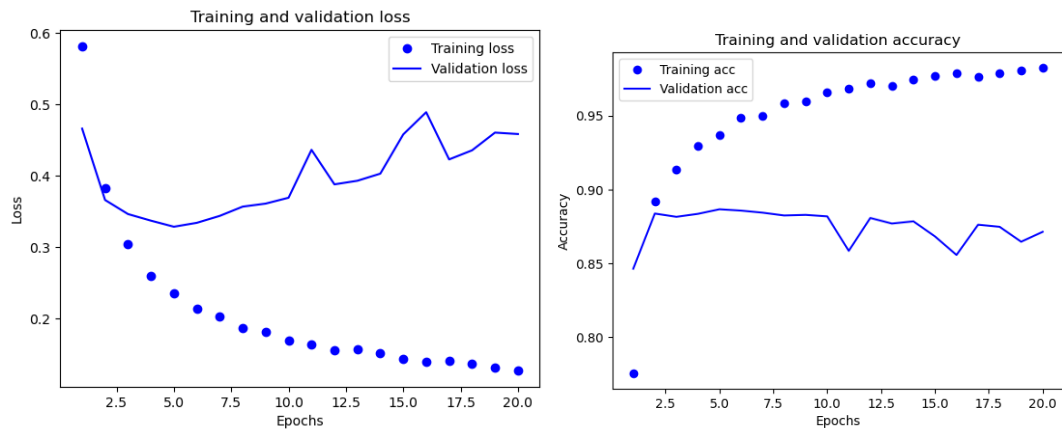 Training and validation loss
0.6
0.5
0.4
0.3
0.2
Loss
Training loss
Validation loss
2.5 5.0 7.5 10.0 12.5 15.0 17.5 20.0
Epochs
Training and validation accuracy
Training acc
Validation acc
0.95
0.90
0.85
0.80
Accuracy
2.5 5.0 7.5 10.0 12.5 15.0 17.5 20.0
Epochs